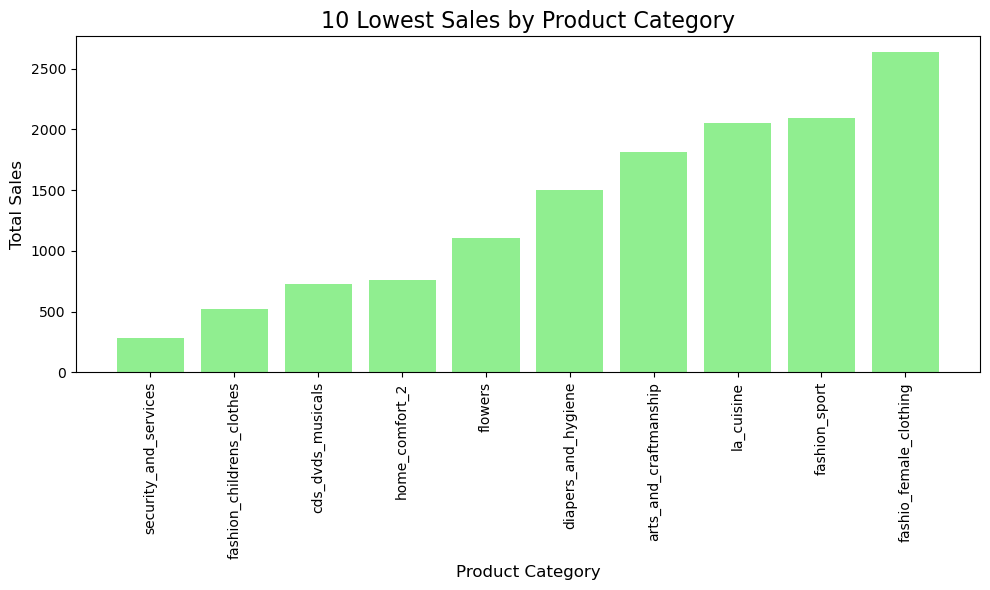 10 Lowest Sales by Product Category
Total Sales
2500
2000
1500
1000
500
0
security_and_services
fashion_childrens_clothes
cds_dvds_musicals
home_comfort_2
flowers
diapers_and_hygiene
arts_and_craftmanship
la_cuisine
fashion_sport
fashio_female_clothing
Product Category